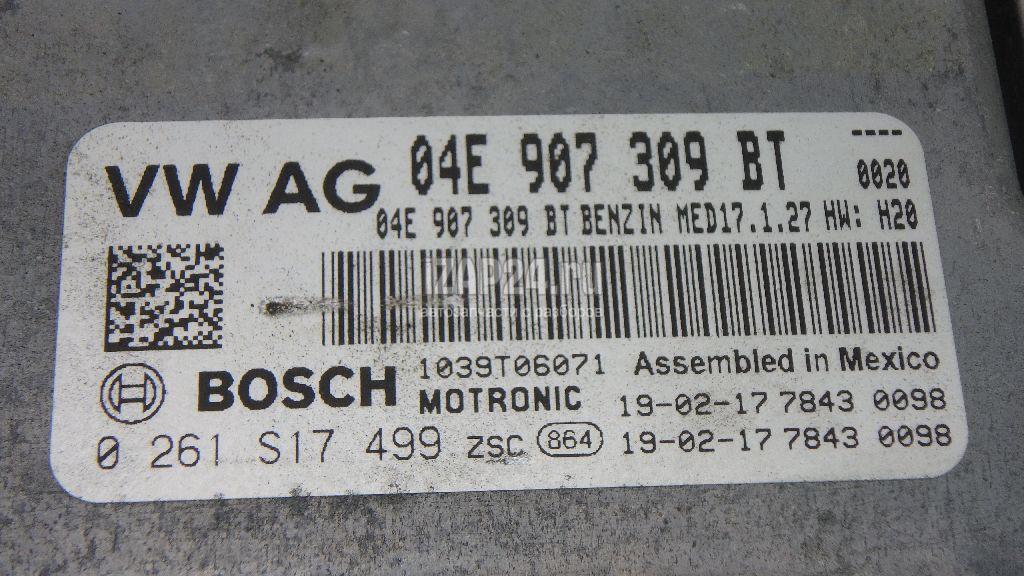 VW AG 04E 907 309 BT ----
0020
04E 907 309 BT BENZIN MED17.1.27 HW: H20
IZAP24.ru
автозапчасти с разборов
BOSCH 1039T06071 Assembled in Mexico
MOTRONIC 19-02-17 7843 0098
0 261 S17 499 ZSC 864 19-02-17 7843 0098